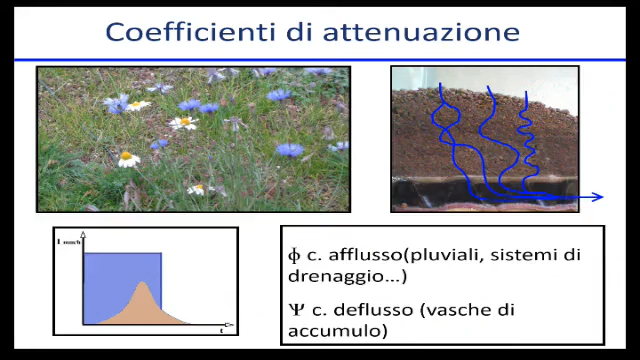 Coefficienti di attenuazione
I mm/h
t
ϕ c. afflusso(pluviali, sistemi di
drenaggio...)
Ψ c. deflusso (vasche di
accumulo)